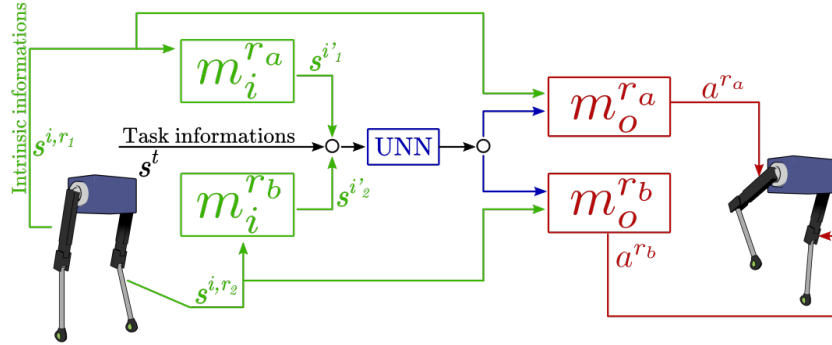 Intrinsic informations
s^{i,r_1}
m_i^{r_a}
s^{i'_1}
Task informations
s^t
UNN
m_i^{r_b}
s^{i'_2}
s^{i,r_2}
m_o^{r_a}
a^{r_a}
m_o^{r_b}
a^{r_b}